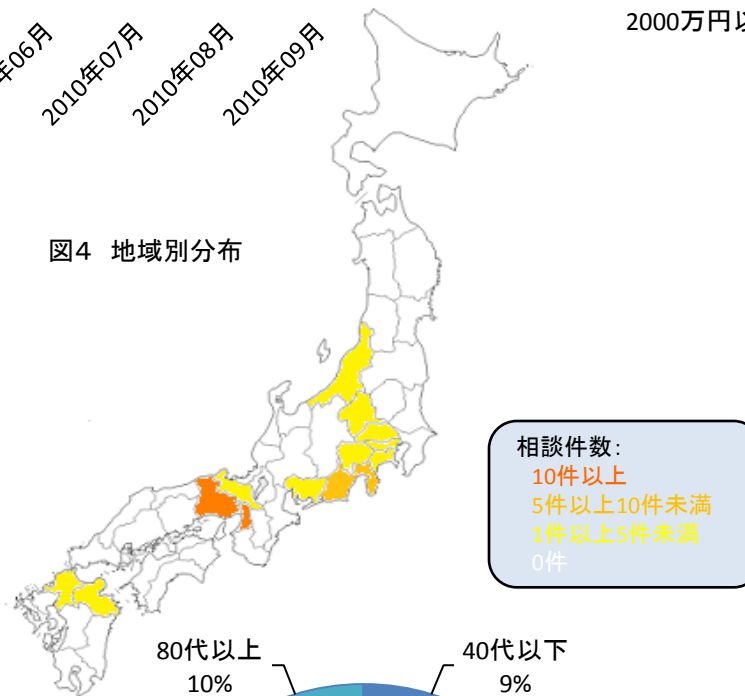 年06月
2010年07月
2010年08月
2010年09月
2000万円以
図4 地域別分布
相談件数:
10件以上
5件以上10件未満
1件以上5件未満
0件
80代以上
10%
40代以下
9%